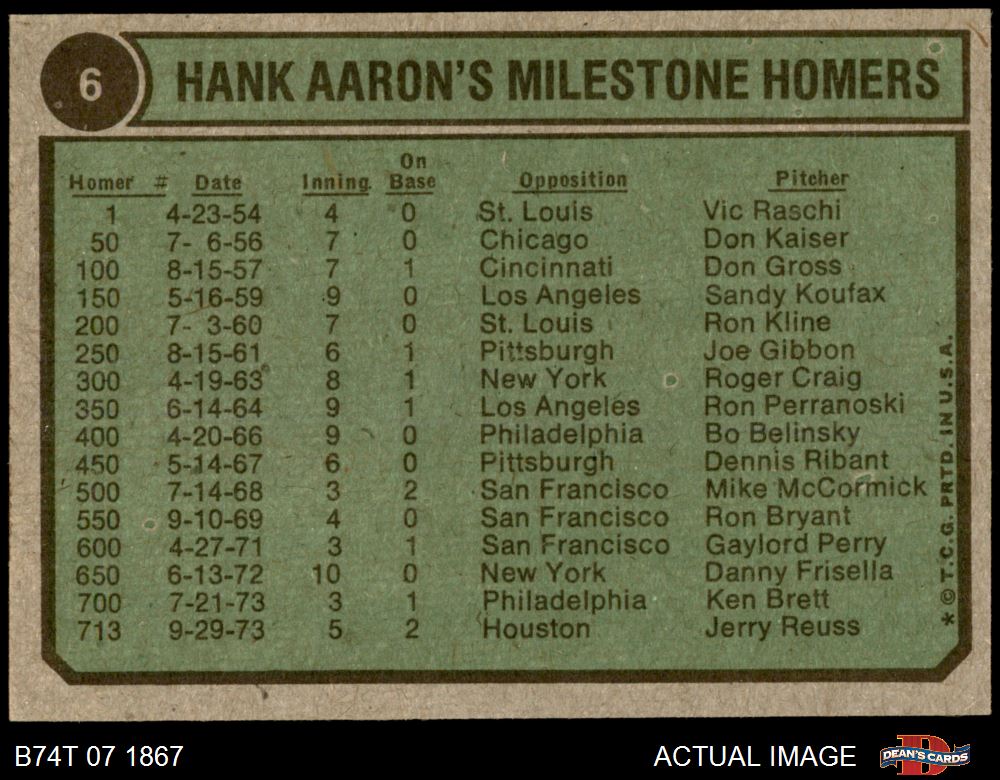 6
HANK AARON'S MILESTONE HOMERS
On
Homer # Date Inning Base Opposition Pitcher
1 4-23-54 4 0 St. Louis Vic Raschi
50 7- 6-56 7 0 Chicago Don Kaiser
100 8-15-57 7 1 Cincinnati Don Gross
150 5-16-59 9 0 Los Angeles Sandy Koufax
200 7- 3-60 7 0 St. Louis Ron Kline
250 8-15-61 6 1 Pittsburgh Joe Gibbon
300 4-19-63 8 1 New York Roger Craig
350 6-14-64 9 1 Los Angeles Ron Perranoski
400 4-20-66 9 0 Philadelphia Bo Belinsky
450 5-14-67 6 0 Pittsburgh Dennis Ribant
500 7-14-68 3 2 San Francisco Mike McCormick
550 9-10-69 4 0 San Francisco Ron Bryant
600 4-27-71 3 1 San Francisco Gaylord Perry
650 6-13-72 10 0 New York Danny Frisella
700 7-21-73 3 1 Philadelphia Ken Brett
713 9-29-73 5 2 Houston Jerry Reuss
* © T.C.G. PRTD. IN U.S.A.
B74T 07 1867
ACTUAL IMAGE
D
DEAN'S CARDS